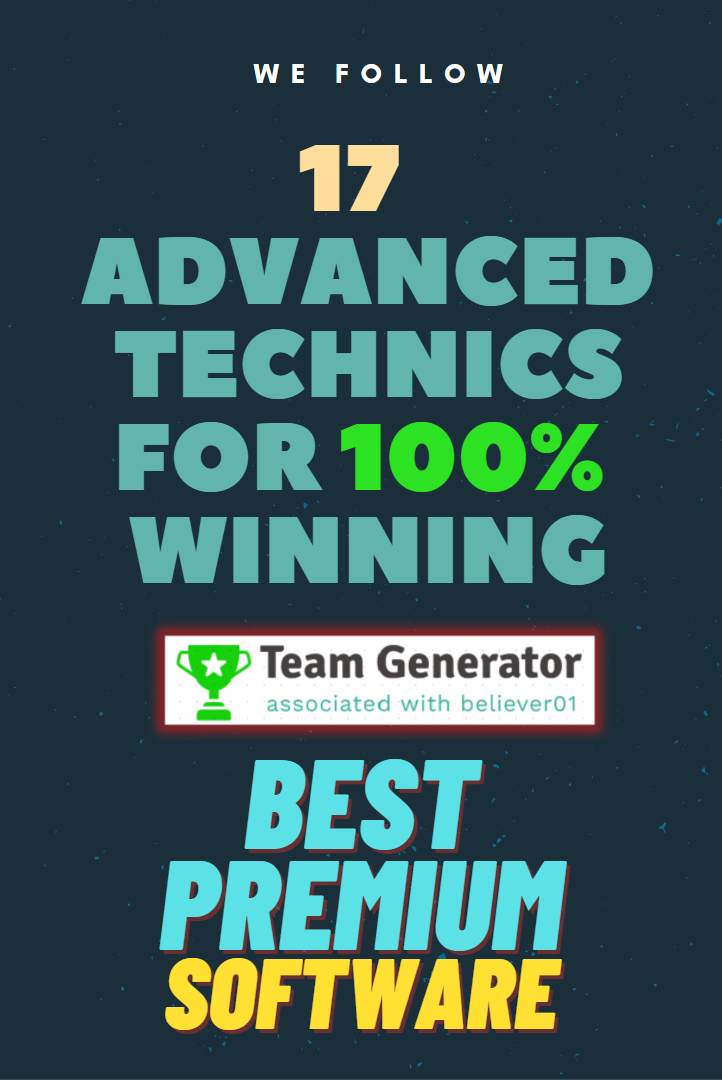 WE FOLLOW
17
ADVANCED
TECHNICS
FOR 100%
WINNING
Team Generator
associated with believer01
BEST
PREMIUM
SOFTWARE